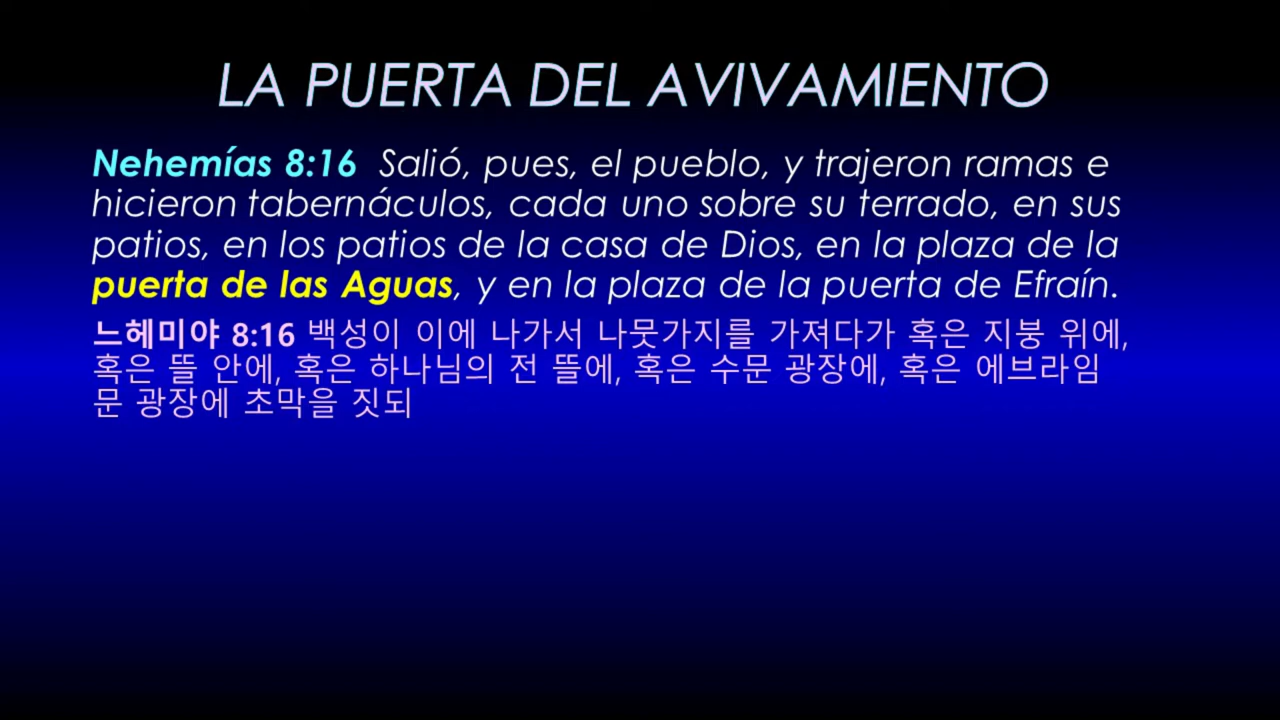 LA PUERTA DEL AVIVAMIENTO
Nehemías 8:16 Salió, pues, el pueblo, y trajeron ramas e
hicieron tabernáculos, cada uno sobre su terrado, en sus
patios, en los patios de la casa de Dios, en la plaza de la
puerta de las Aguas, y en la plaza de la puerta de Efraín.
느헤미야 8:16 백성이 이에 나가서 나뭇가지를 가져다가 혹은 지붕 위에,
혹은 뜰 안에, 혹은 하나님의 전 뜰에, 혹은 수문 광장에, 혹은 에브라임
문 광장에 초막을 짓되